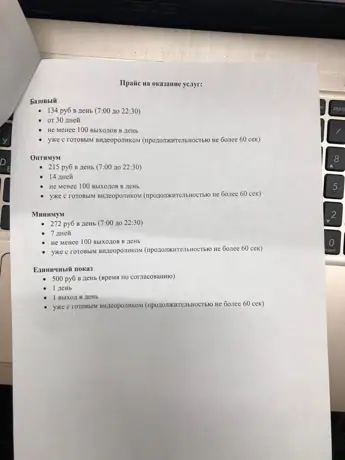 Прайс на оказание услуг:
Базовый
• 134 руб в день (7:00 до 22:30)
• от 30 дней
• не менее 100 выходов в день
• уже с готовым видеороликом (продолжительностью не более 60 сек)
Оптимум
• 215 руб в день (7:00 до 22:30)
• 14 дней
• не менее 100 выходов в день
• уже с готовым видеороликом (продолжительностью не более 60 сек)
Минимум
• 272 руб в день (7:00 до 22:30)
• 7 дней
• не менее 100 выходов в день
• уже с готовым видеороликом (продолжительностью не более 60 сек)
Единичный показ
• 500 руб в день (время по согласованию)
• 1 день
• 1 выход в день
• уже с готовым видеороликом (продолжительностью не более 60 сек)
/
8
5
2
0